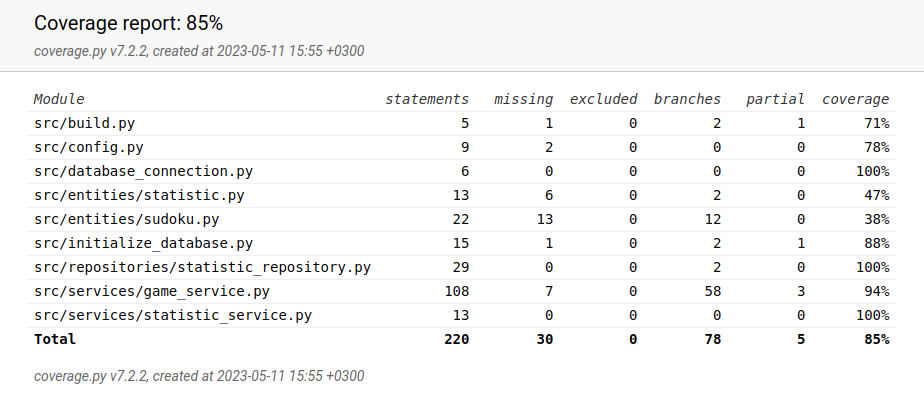 Coverage report: 85%
coverage.py v7.2.2, created at 2023-05-11 15:55 +0300
Module statements missing excluded branches partial coverage
src/build.py 5 1 0 2 1 71%
src/config.py 9 2 0 0 0 78%
src/database_connection.py 6 0 0 0 0 100%
src/entities/statistic.py 13 6 0 2 0 47%
src/entities/sudoku.py 22 13 0 12 0 38%
src/initialize_database.py 15 1 0 2 1 88%
src/repositories/statistic_repository.py 29 0 0 2 0 100%
src/services/game_service.py 108 7 0 58 3 94%
src/services/statistic_service.py 13 0 0 0 0 100%
Total 220 30 0 78 5 85%
coverage.py v7.2.2, created at 2023-05-11 15:55 +0300